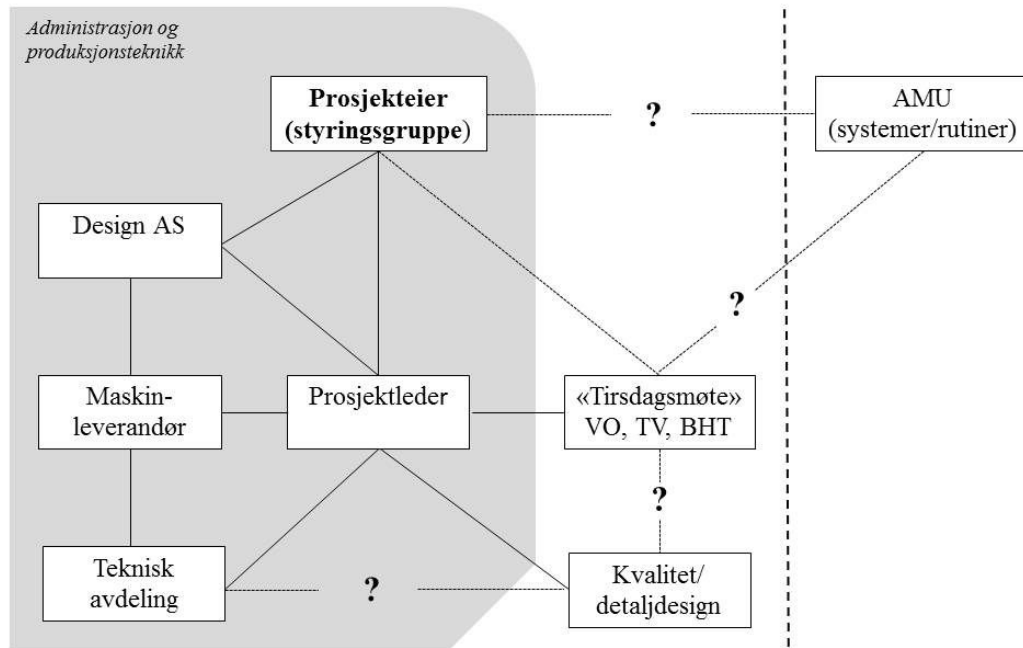 Administrasjon og
produksjonsteknikk
Prosjekteier
(styringsgruppe)
?
AMU
(systemer/rutiner)
Design AS
?
Maskin-
leverandør
Prosjektleder
«Tirsdagsmøte»
VO, TV, BHT
?
Teknisk
avdeling
?
Kvalitet/
detaljdesign